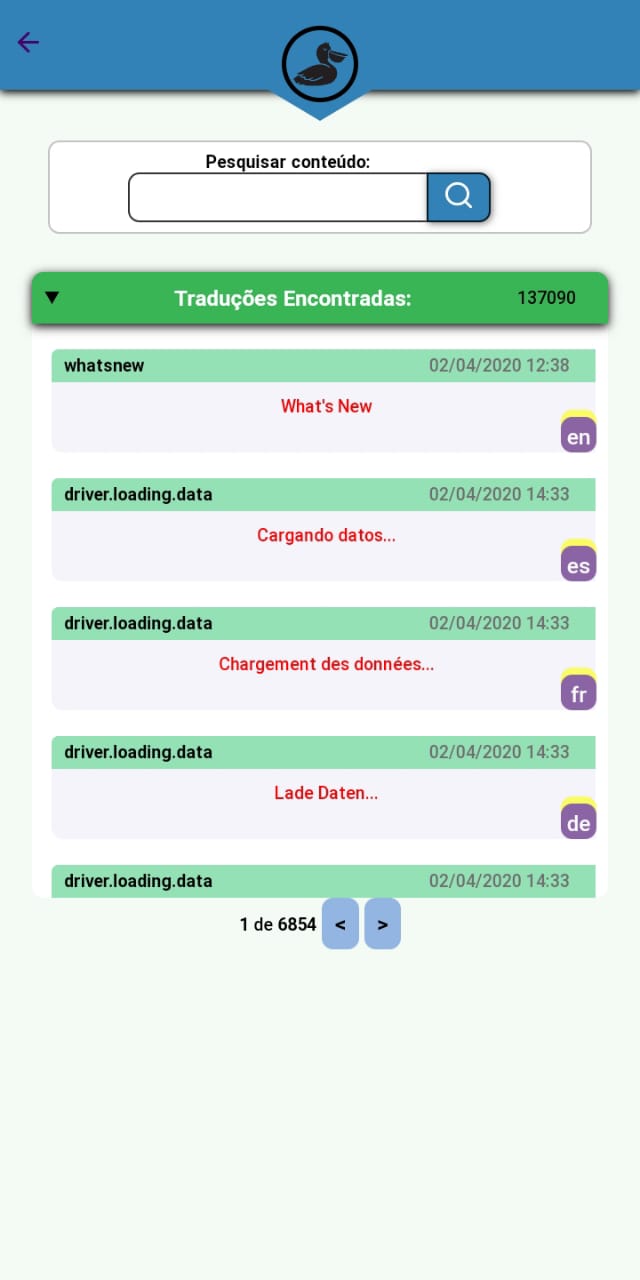 Pesquisar conteúdo:
Traduções Encontradas: 137090
whatsnew 02/04/2020 12:38
What's New
en
driver.loading.data 02/04/2020 14:33
Cargando datos...
es
driver.loading.data 02/04/2020 14:33
Chargement des données...
fr
driver.loading.data 02/04/2020 14:33
Lade Daten...
de
driver.loading.data 02/04/2020 14:33
1 de 6854 < >